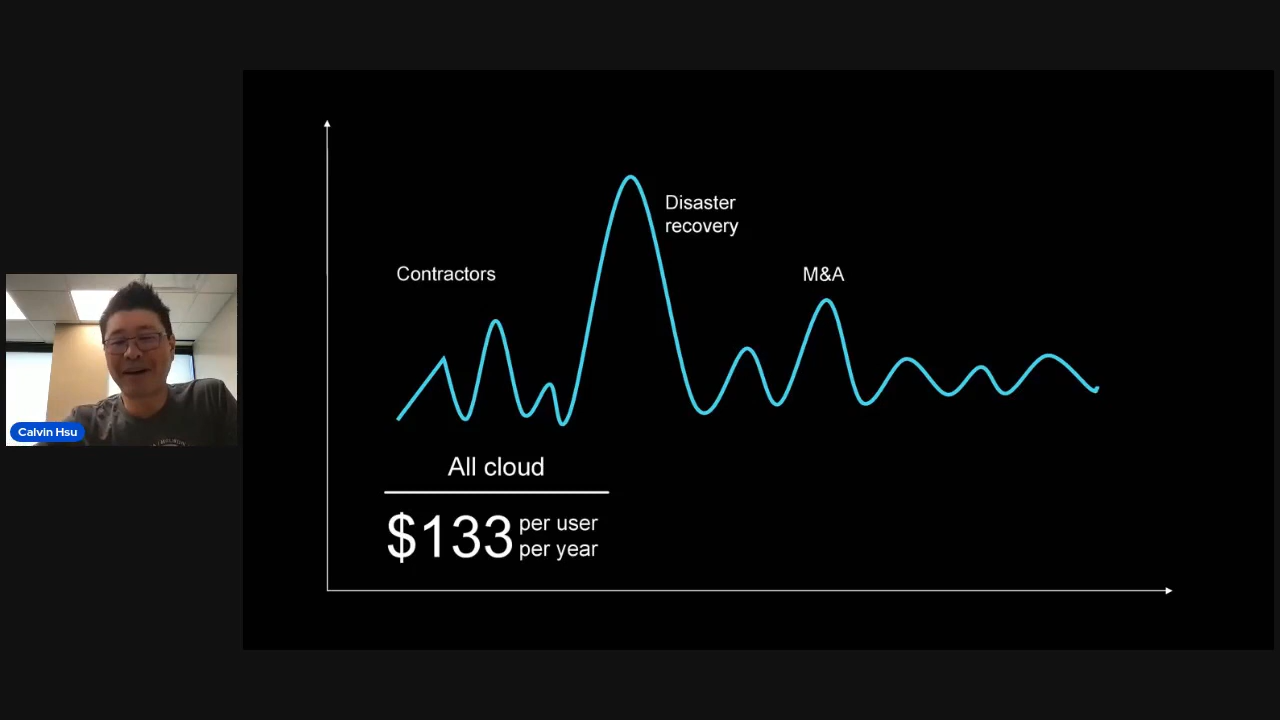 Contractors
Disaster
recovery
M&A
All cloud
$133 per user
per year
Calvin Hsu